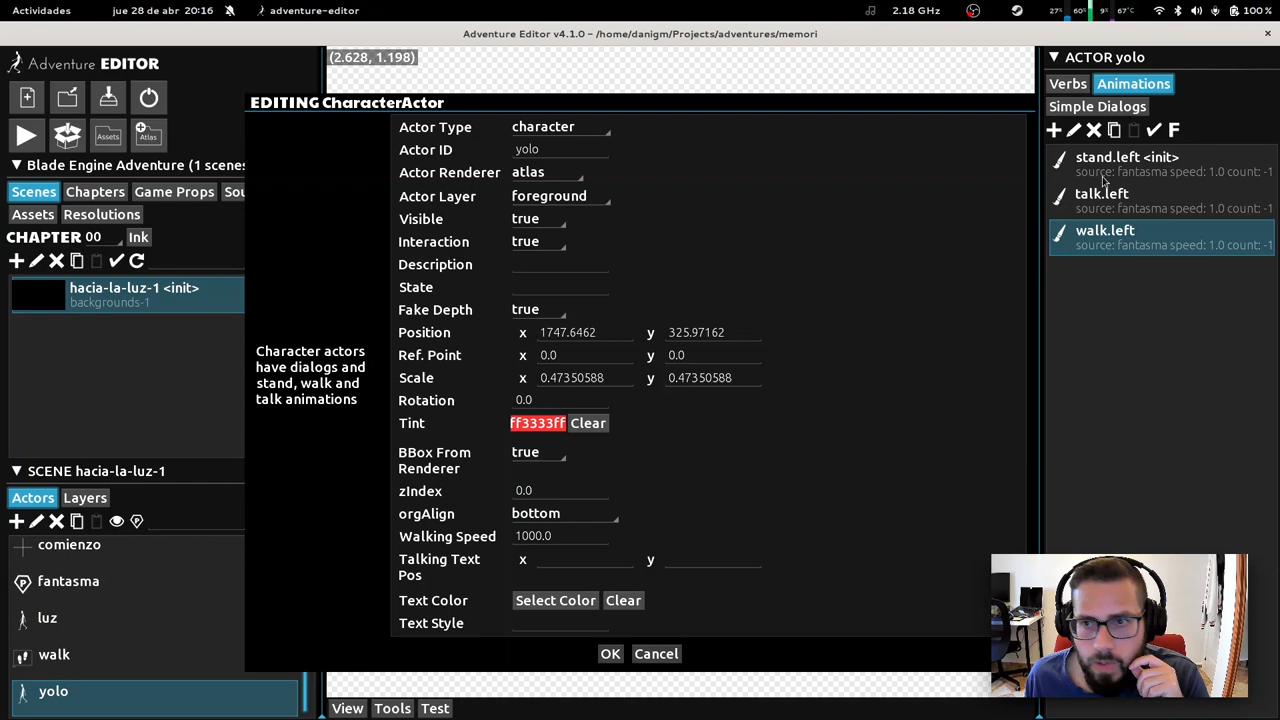 Actividades
jue 28 de abr 20:16
adventure-editor
2.18 GHz
27%
60%
9%
67℃
100 %
Adventure Editor v4.1.0 - /home/danigm/Projects/adventures/memori
×
Adventure EDITOR
Assets
Atlas
Blade Engine Adventure (1 scenes
Scenes
Chapters
Game Props
Sou
Assets
Resolutions
CHAPTER 00
Ink
hacia-la-luz-1 <init>
backgrounds-1
SCENE hacia-la-luz-1
Actors
Layers
comienzo
fantasma
luz
walk
yolo
(2.628, 1.198)
EDITING CharacterActor
Character actors
have dialogs and
stand, walk and
talk animations
Actor Type character
Actor ID yolo
Actor Renderer atlas
Actor Layer foreground
Visible true
Interaction true
Description
State
Fake Depth true
Position x 1747.6462 y 325.97162
Ref. Point x 0.0 y 0.0
Scale x 0.47350588 y 0.47350588
Rotation 0.0
Tint ff3333ff Clear
BBox From
Renderer
true
zIndex 0.0
orgAlign bottom
Walking Speed 1000.0
Talking Text
Pos
x y
Text Color Select Color Clear
Text Style
OK Cancel
View Tools Test
ACTOR yolo
Verbs Animations
Simple Dialogs
F
stand.left <init>
source: fantasma speed: 1.0 count: -1
talk.left
source: fantasma speed: 1.0 count: -1
walk.left
source: fantasma speed: 1.0 count: -1